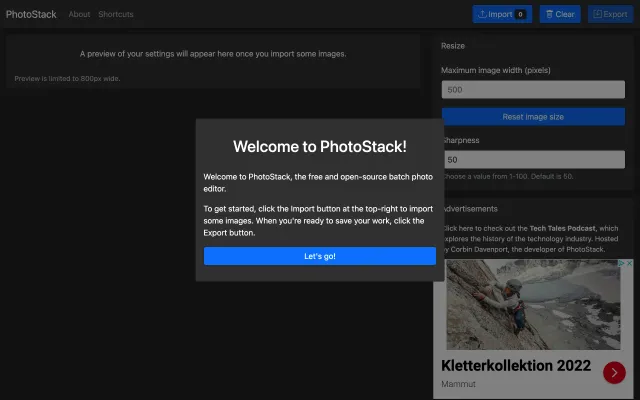 PhotoStack About Shortcuts Import 0 Clear Export
A preview of your settings will appear here once you import some images.
Preview is limited to 800px wide.
Resize
Maximum image width (pixels)
500
Reset image size
Sharpness
50
Choose a value from 1-100. Default is 50.
Welcome to PhotoStack!
Welcome to PhotoStack, the free and open-source batch photo
editor.
To get started, click the Import button at the top-right to import
some images. When you're ready to save your work, click the
Export button.
Let's go!
Advertisements
Click here to check out the Tech Tales Podcast, which
explores the history of the technology industry. Hosted
by Corbin Davenport, the developer of PhotoStack.
Kletterkollektion 2022
Mammut